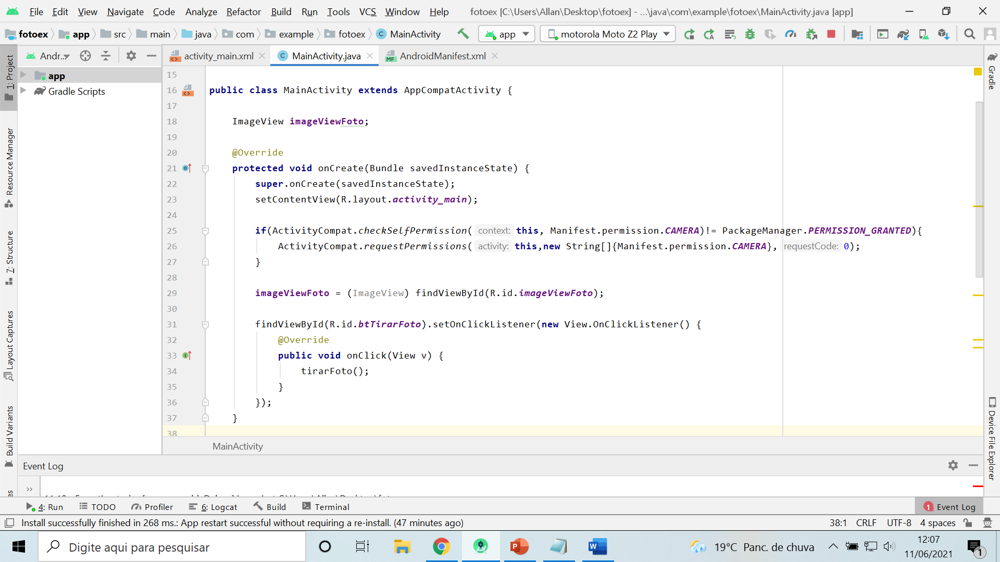 File Edit View Navigate Code Analyze Refactor Build Run Tools VCS Window Help fotoex [C:\Users\Allan\Desktop\fotoex] - ...\java\com\example\fotoex\MainActivity.java [app]
fotoex app src main java com example fotoex MainActivity app motorola Moto Z2 Play
Andr... activity_main.xml MainActivity.java AndroidManifest.xml
app
Gradle Scripts
1: Project
Resource Manager
7: Structure
Layout Captures
Build Variants
Gradle
Device File Explorer
15
16 public class MainActivity extends AppCompatActivity {
17
18 ImageView imageViewFoto;
19
20 @Override
21 protected void onCreate(Bundle savedInstanceState) {
22 super.onCreate(savedInstanceState);
23 setContentView(R.layout.activity_main);
24
25 if(ActivityCompat.checkSelfPermission( context: this, Manifest.permission.CAMERA)!= PackageManager.PERMISSION_GRANTED){
26 ActivityCompat.requestPermissions( activity: this,new String[]{Manifest.permission.CAMERA}, requestCode: 0);
27 }
28
29 imageViewFoto = (ImageView) findViewById(R.id.imageViewFoto);
30
31 findViewById(R.id.btTirarFoto).setOnClickListener(new View.OnClickListener() {
32 @Override
33 public void onClick(View v) {
34 tirarFoto();
35 }
36 });
37 }
38
MainActivity
Event Log
4: Run TODO Profiler 6: Logcat Build Terminal 1 Event Log
Install successfully finished in 268 ms.: App restart successful without requiring a re-install. (47 minutes ago) 38:1 CRLF UTF-8 4 spaces
Digite aqui para pesquisar 19°C Panc. de chuva 12:07
11/06/2021 1